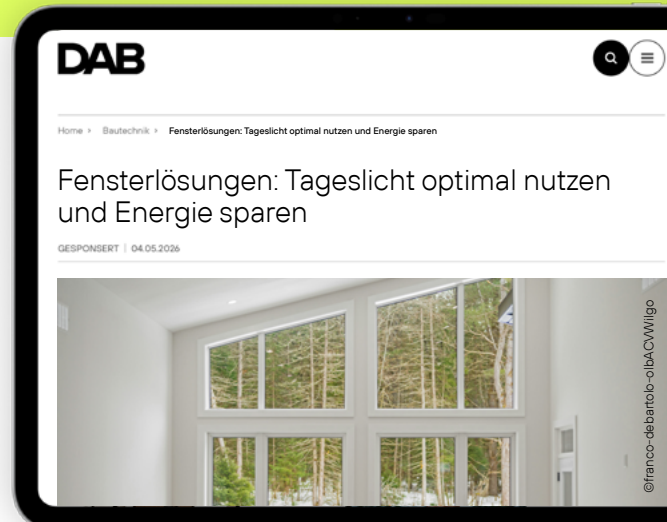 DAB
Home > Bautechnik > Fensterlösungen: Tageslicht optimal nutzen und Energie sparen
Fensterlösungen: Tageslicht optimal nutzen
und Energie sparen
GESPONSERT | 04.05.2026
©franco-debartolo-olbACVWilgo